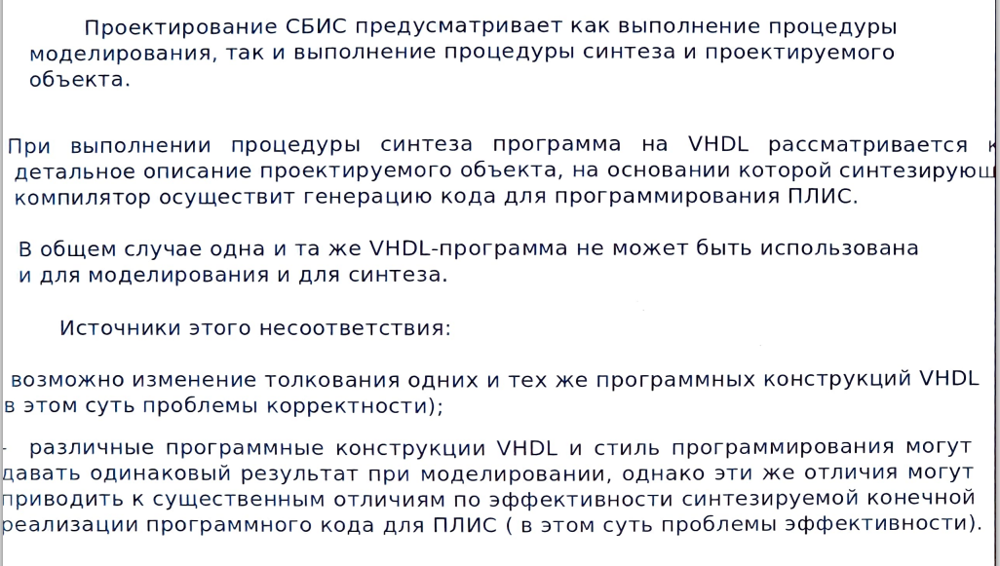 Проектирование СБИС предусматривает как выполнение процедуры
моделирования, так и выполнение процедуры синтеза и проектируемого
объекта.
При выполнении процедуры синтеза программа на VHDL рассматривается
детальное описание проектируемого объекта, на основании которой
компилятор осуществит генерацию кода для программирования ПЛИС.
В общем случае одна и та же VHDL-программа не может быть использована
и для моделирования и для синтеза.
Источники этого несоответствия:
возможно изменение толкования одних и тех же программных конструкций VHDL
в этом суть проблемы корректности);
- различные программные конструкции VHDL и стиль программирования могут
давать одинаковый результат при моделировании, однако эти же отличия могут
приводить к существенным отличиям по эффективности синтезируемой конечной
реализации программного кода для ПЛИС ( в этом суть проблемы эффективности).